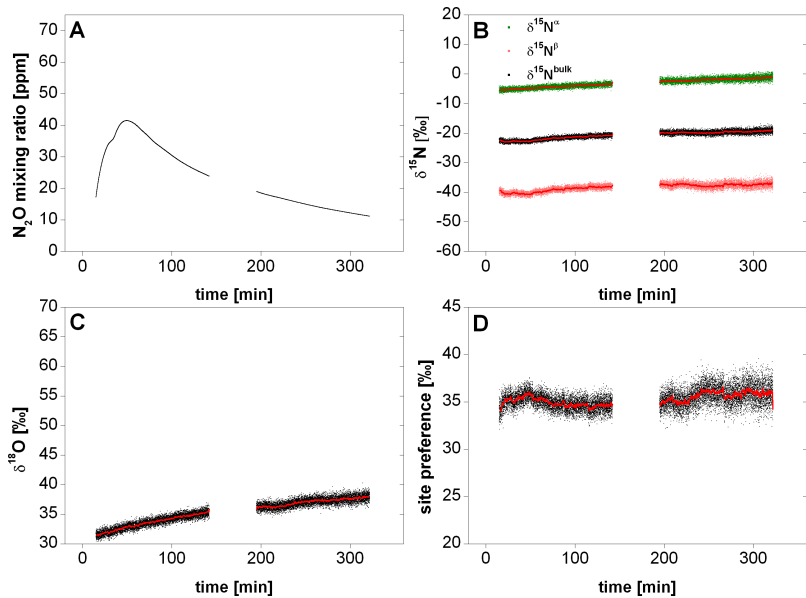 A
N₂O mixing ratio [ppm]
75
70
60
50
40
30
20
10
0
0 100 200 300
time [min]
B
δ¹⁵Nᵅ
δ¹⁵Nᵝ
δ¹⁵Nᵇᵘˡᵏ
δ¹⁵N [‰]
20
10
0
-10
-20
-30
-40
-50
-60
0 100 200 300
time [min]
C
δ¹⁸O [‰]
70
65
60
55
50
45
40
35
30
0 100 200 300
time [min]
D
site preference [‰]
45
40
35
30
25
20
0 100 200 300
time [min]